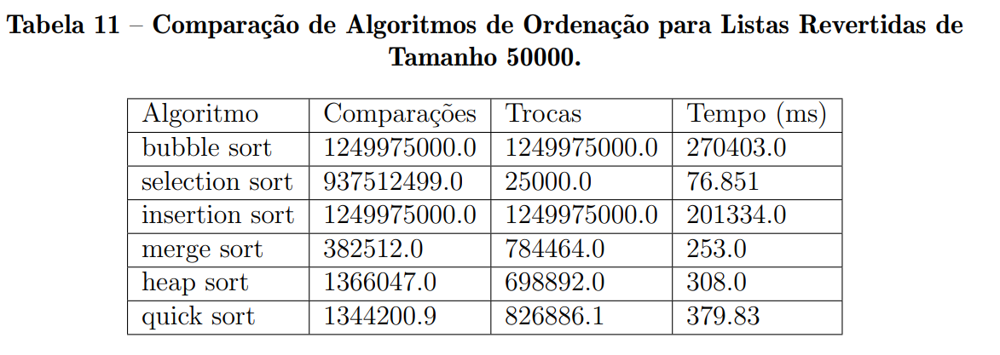 Tabela 11 – Comparação de Algoritmos de Ordenação para Listas Revertidas de
Tamanho 50000.
Algoritmo Comparações Trocas Tempo (ms)
bubble sort 1249975000.0 1249975000.0 270403.0
selection sort 937512499.0 25000.0 76.851
insertion sort 1249975000.0 1249975000.0 201334.0
merge sort 382512.0 784464.0 253.0
heap sort 1366047.0 698892.0 308.0
quick sort 1344200.9 826886.1 379.83